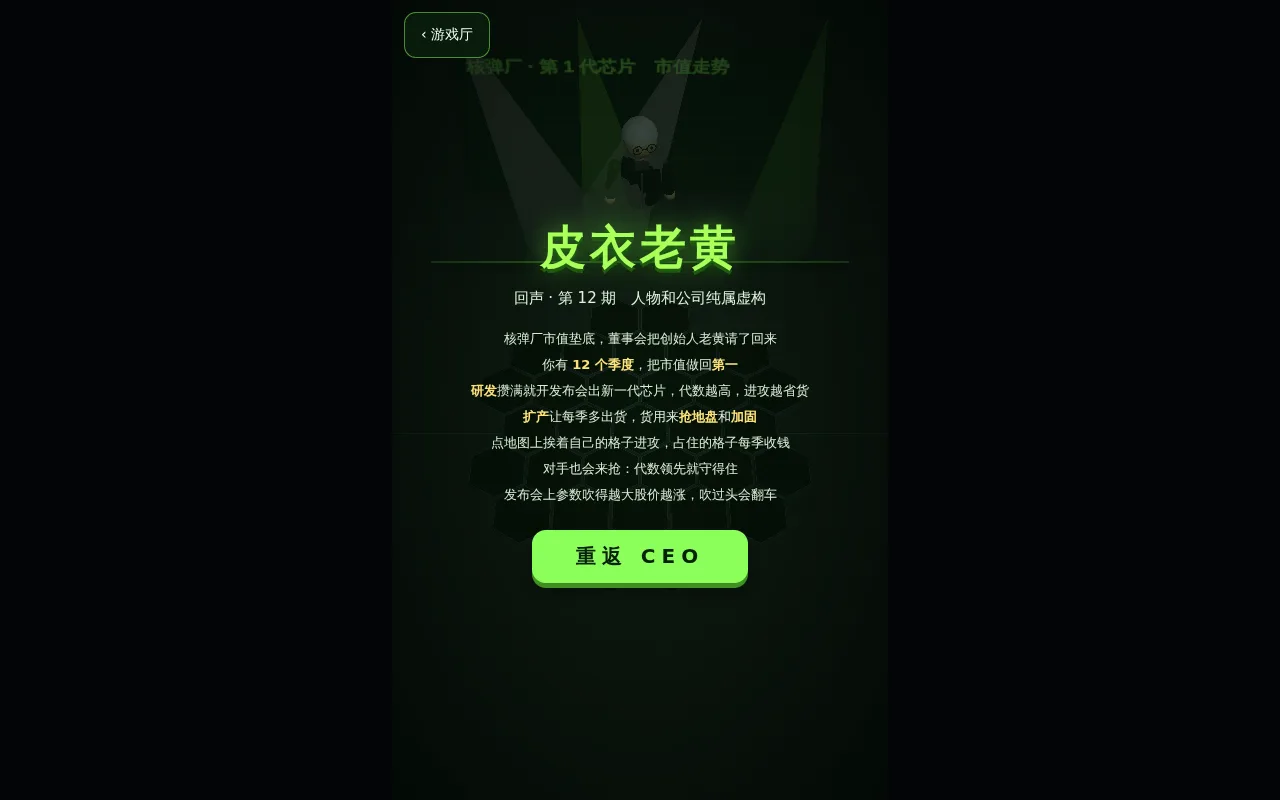 ‹ 游戏厅
核弹厂 · 第 1 代芯片　市值走势
皮衣老黄
回声 · 第 12 期　人物和公司纯属虚构
核弹厂市值垫底，董事会把创始人老黄请了回来
你有 12 个季度，把市值做回第一
研发攒满就开发布会出新一代芯片，代数越高，进攻越省货
扩产让每季多出货，货用来抢地盘和加固
点地图上挨着自己的格子进攻，占住的格子每季收钱
对手也会来抢：代数领先就守得住
发布会上参数吹得越大股价越涨，吹过头会翻车
重返 CEO